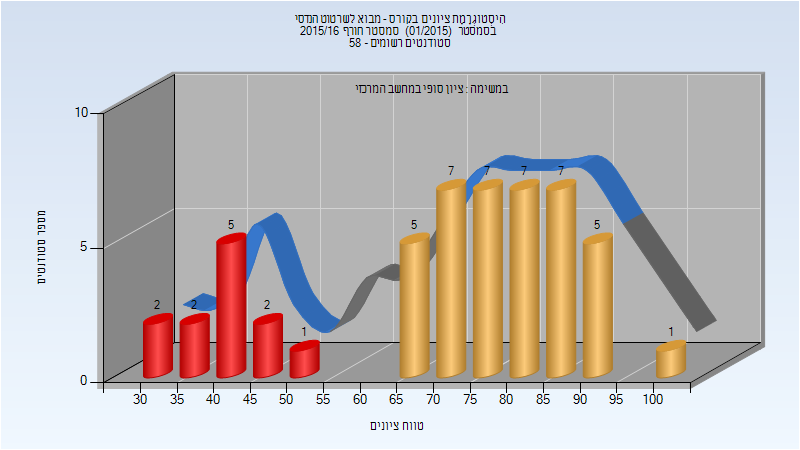 היסטוגרמת ציונים בקורס - מבוא לשרטוט הנדסי
בסמסטר (01/2015) סמסטר חורף 2015/16
סטודנטים רשומים - 58
במשימה : ציון סופי במחשב המרכזי
מספר סטודנטים
10
5
0
2
2
5
2
1
5
7
7
7
7
5
1
30 35 40 45 50 55 60 65 70 75 80 85 90 95 100
טווח ציונים